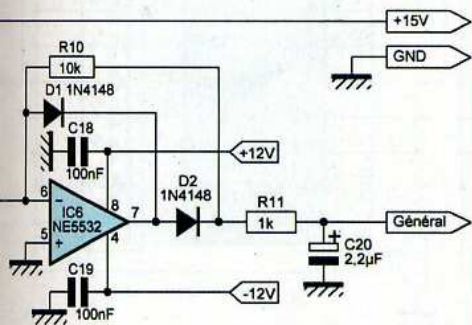 +15V
R10
10k
GND
D1 1N4148
C18
100nF
+12V
D2
1N4148
6
-
8
7
IC6
NE5532
5
+
4
R11
1k
Général
+
C20
2,2µF
C19
100nF
-12V